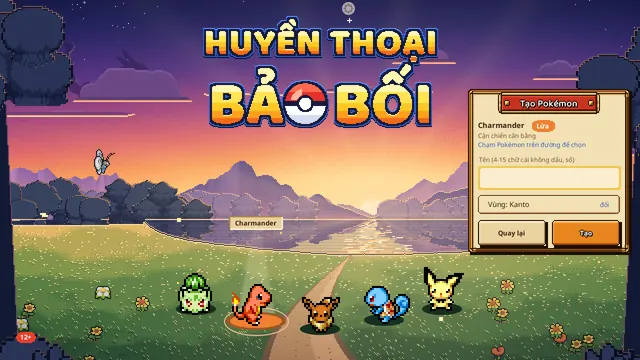 HUYỀN THOẠI
BẢO BỐI
Tạo Pokémon
Charmander Lửa
Cận chiến cân bằng
Chạm Pokémon trên đường để chọn
Tên (4-15 chữ cái không dấu, số)
Vùng: Kanto đổi
Quay lại Tạo
Charmander
12+